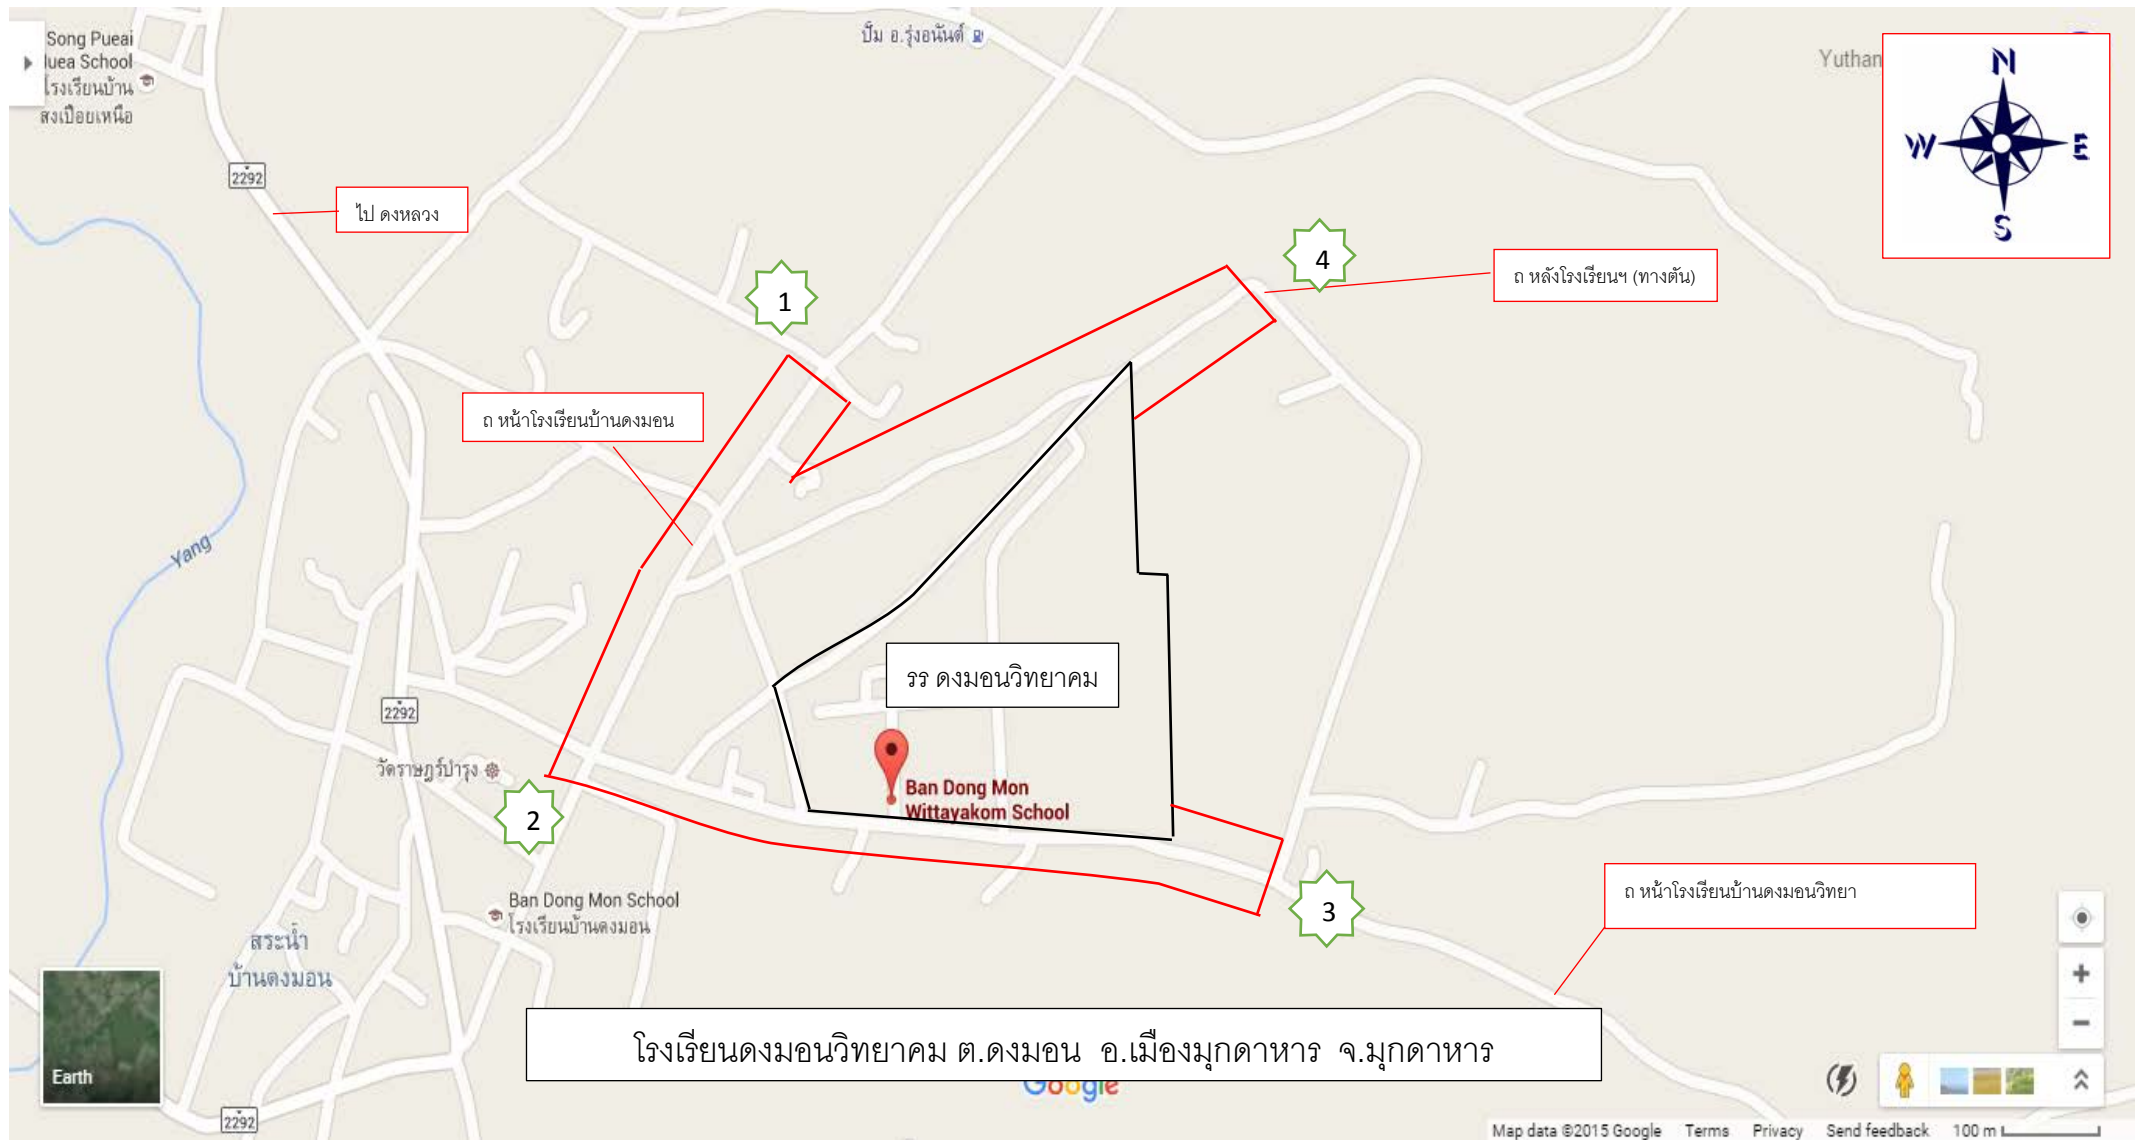 Song Pueai
luea School
โรงเรียนบ้าน
สงเปือยเหนือ
ปั๊ม อ.รุ่งอนันต์
Yuthan
N
W
E
S
2292
ไป ดงหลวง
1
4
ถ หลังโรงเรียนฯ (ทางตัน)
ถ หน้าโรงเรียนบ้านดงมอน
Yang
รร ดงมอนวิทยาคม
2292
วัดราษฎร์บำรุง
Ban Dong Mon
Wittayakom School
2
3
ถ หน้าโรงเรียนบ้านดงมอนวิทยา
Ban Dong Mon School
โรงเรียนบ้านดงมอน
สระน้ำ
บ้านดงมอน
โรงเรียนดงมอนวิทยาคม ต.ดงมอน อ.เมืองมุกดาหาร จ.มุกดาหาร
Earth
Google
2292
Map data ©2015 Google Terms Privacy Send feedback 100 m